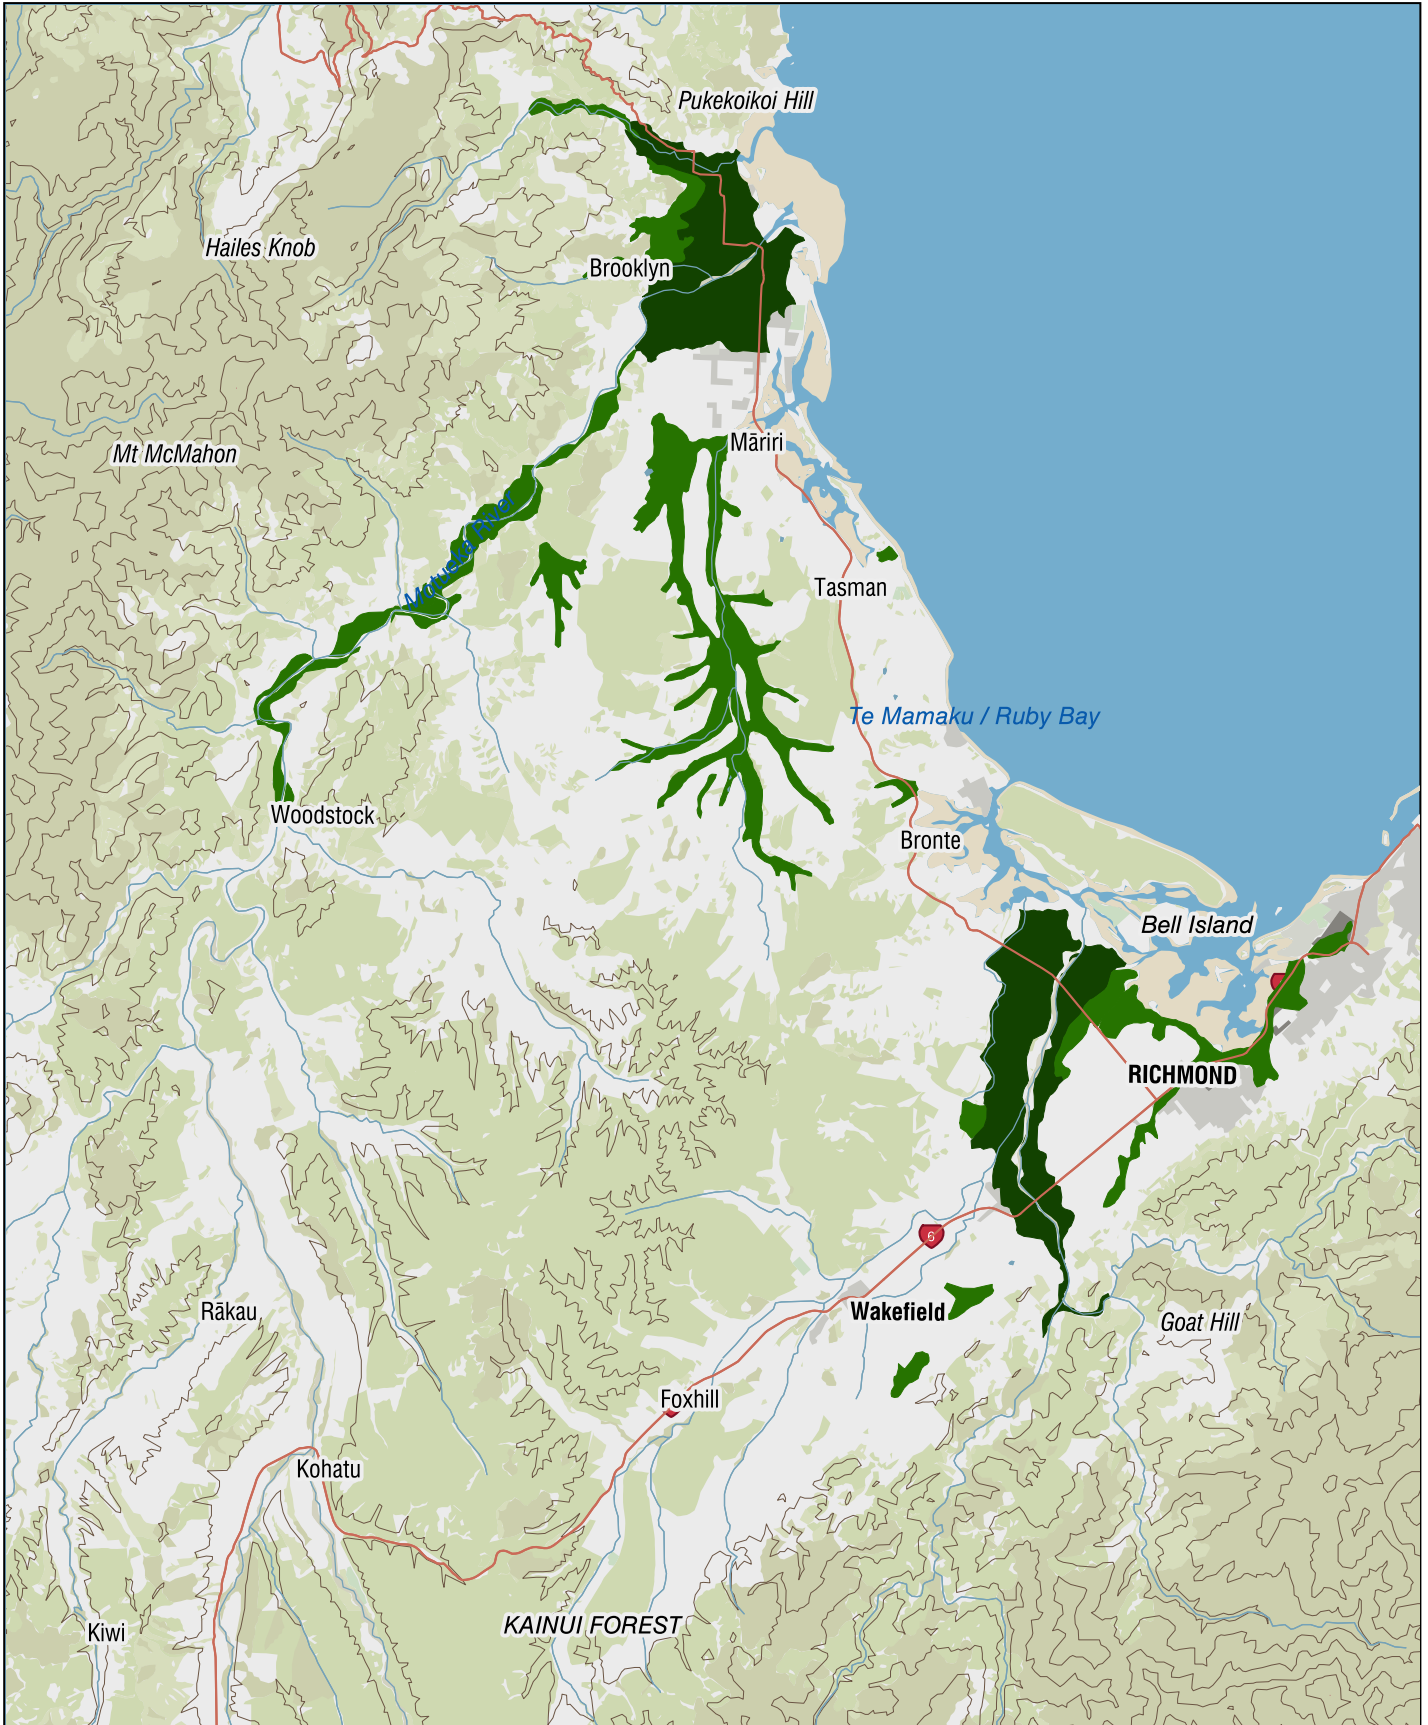 Pukekoikoi Hill
Hailes Knob
Brooklyn
Mt McMahon
Māriri
Motueka River
Tasman
Te Mamaku / Ruby Bay
Woodstock
Bronte
Bell Island
RICHMOND
6
Rākau
Wakefield
Goat Hill
Foxhill
Kohatu
KAINUI FOREST
Kiwi